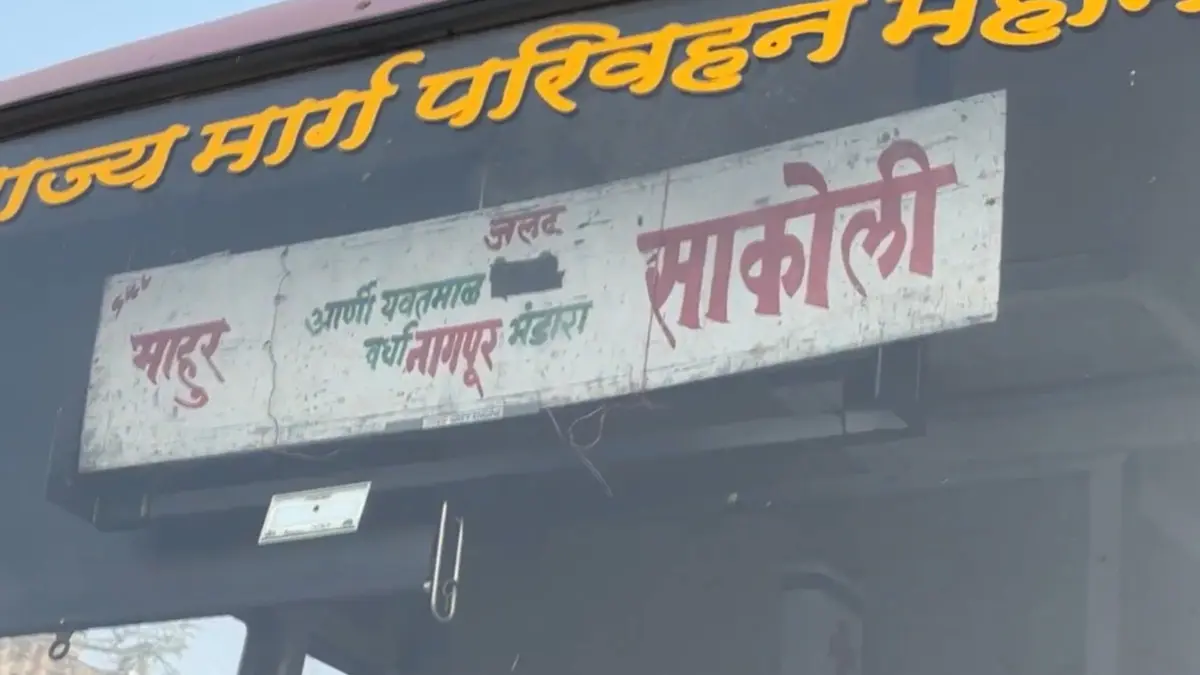 राज्य मार्ग परिवहन महाम
माहुर
जलद
आर्णी यवतमाळ
वर्धा नागपूर भंडारा
साकोली